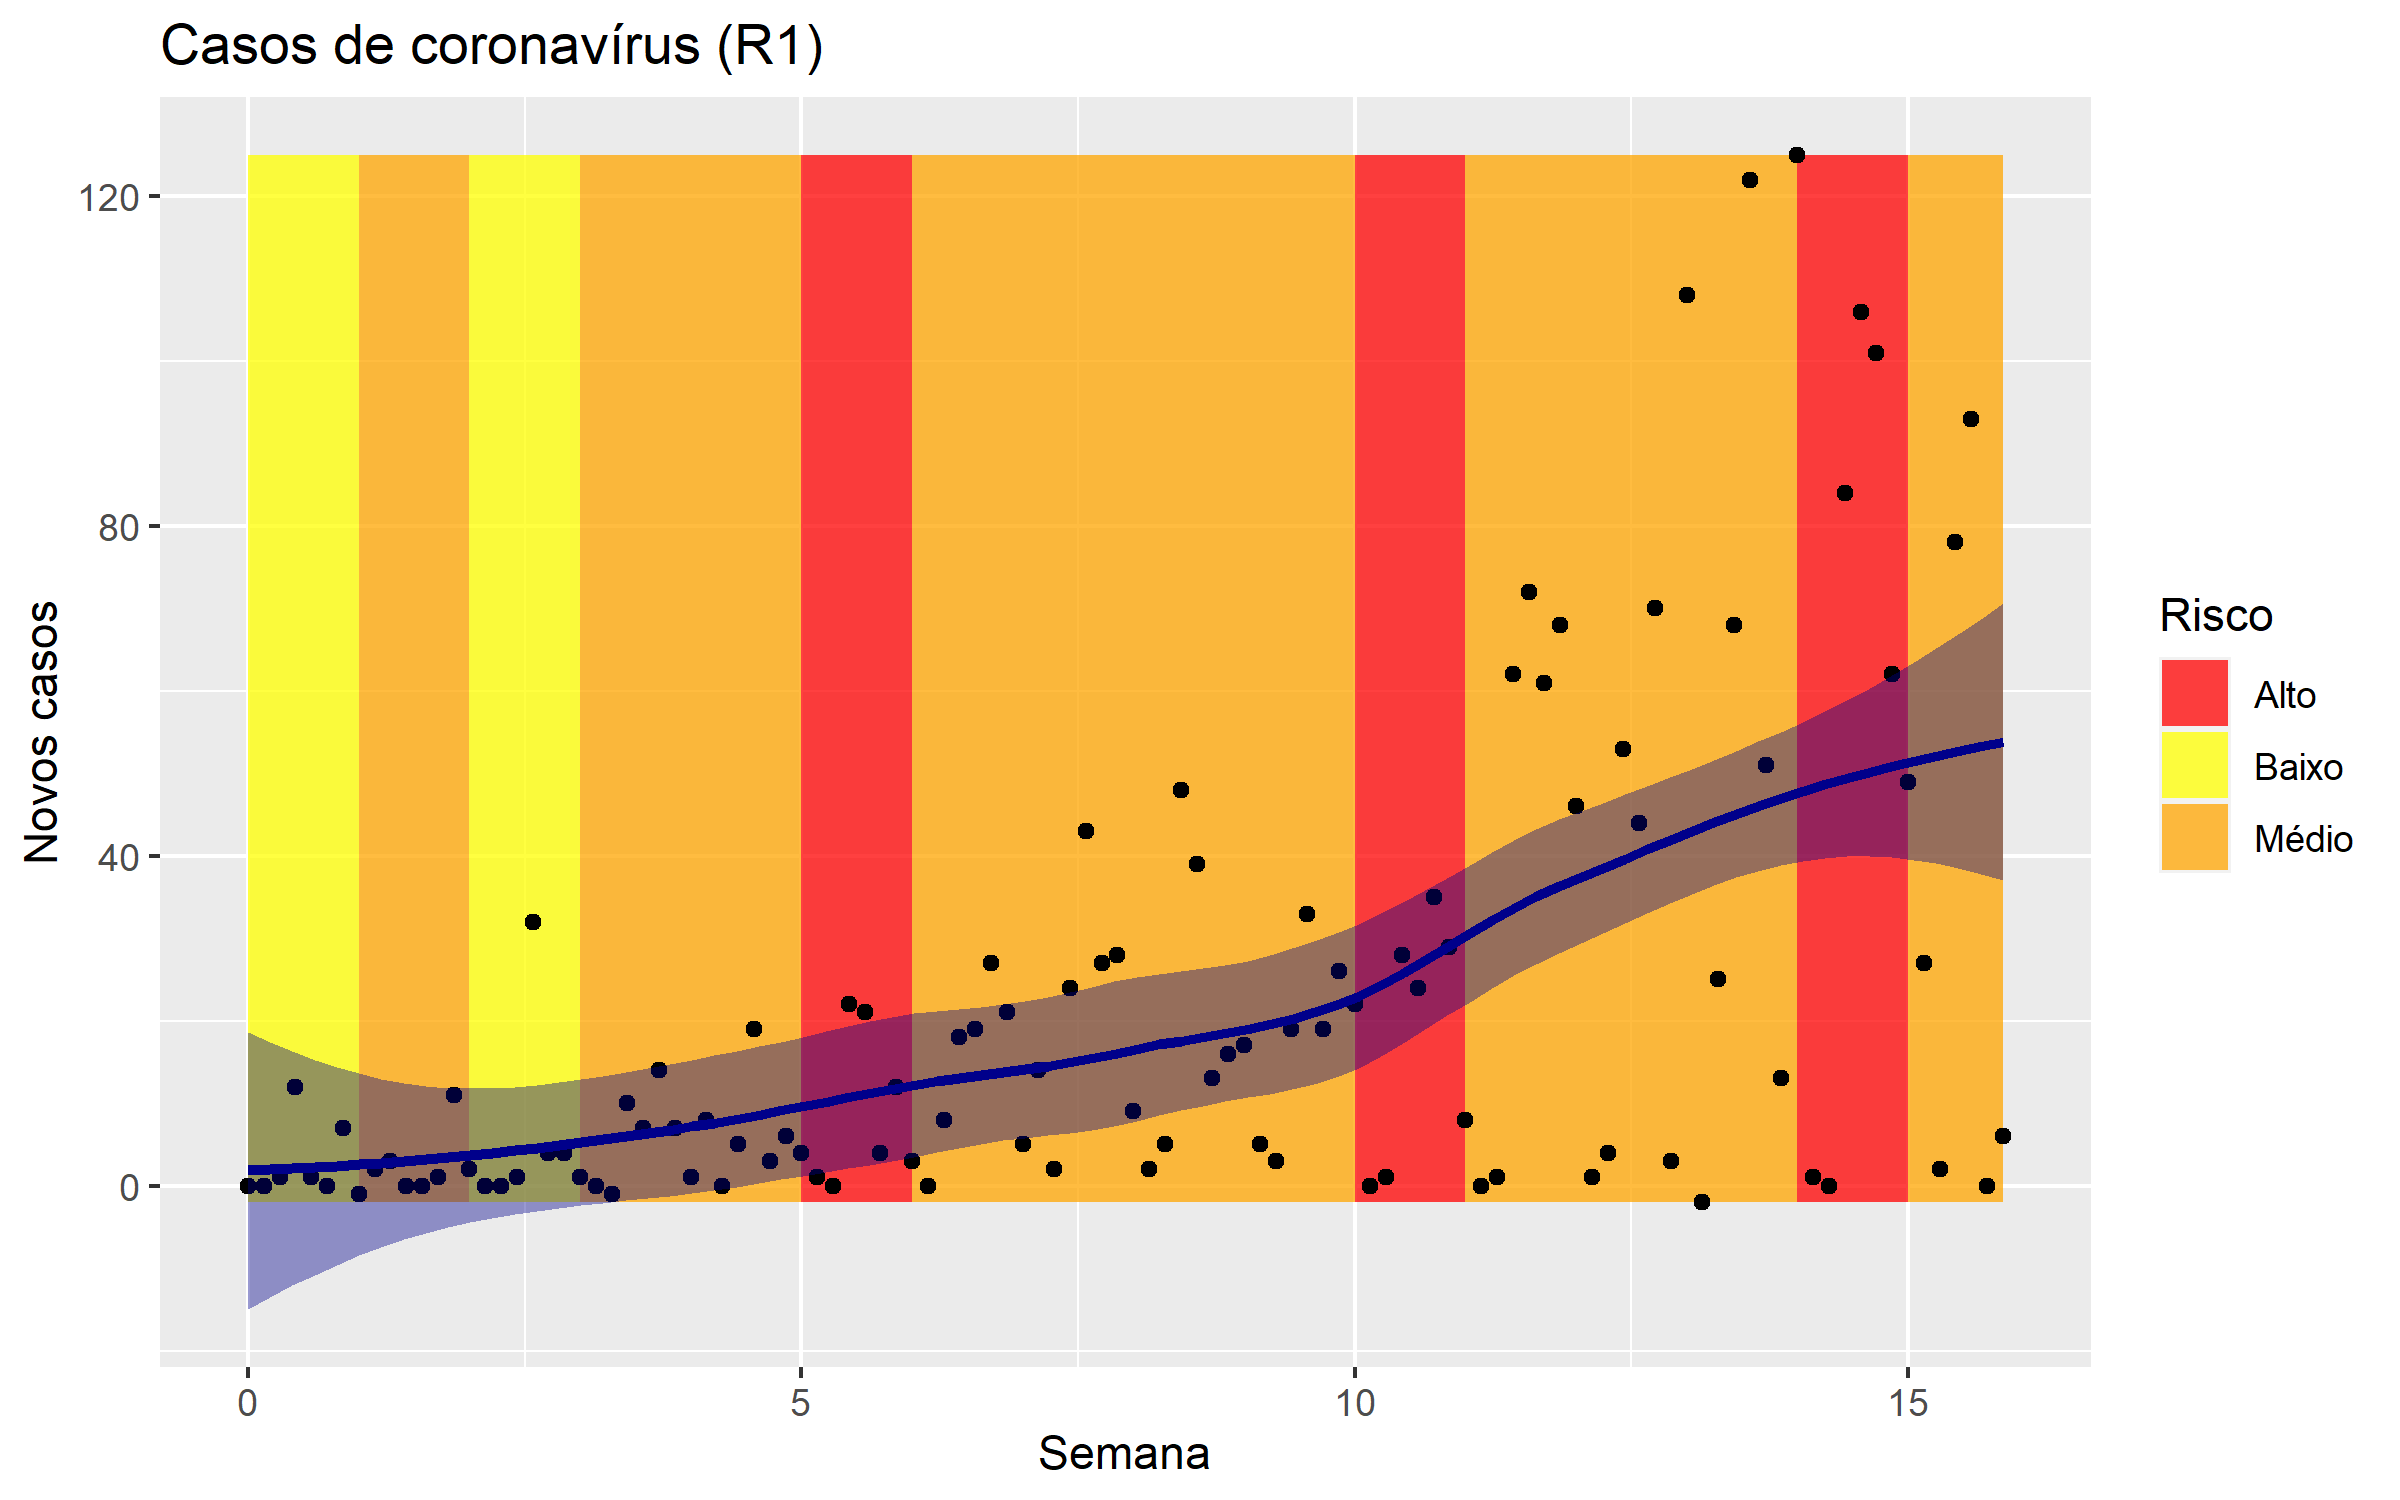 Casos de coronavírus (R1)
120
80
40
0
Novos casos
0 5 10 15
Semana
Risco
Alto
Baixo
Médio